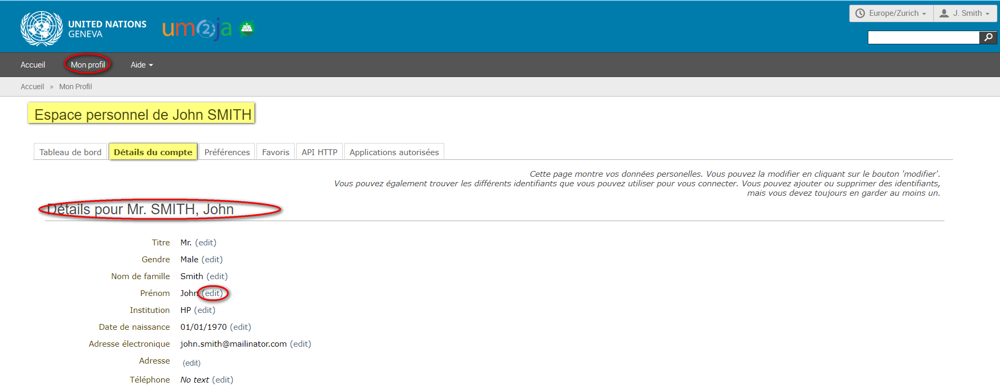 UNITED NATIONS
GENEVA
um2ja
Europe/Zurich
J. Smith
Accueil
Mon profil
Aide
Accueil » Mon Profil
Espace personnel de John SMITH
Tableau de bord
Détails du compte
Préférences
Favoris
API HTTP
Applications autorisées
Cette page montre vos données personelles. Vous pouvez la modifier en cliquant sur le bouton 'modifier'.
Vous pouvez également trouver les différents identifiants que vous pouvez utiliser pour vous connecter. Vous pouvez ajouter ou supprimer des identifiants,
mais vous devez toujours en garder au moins un.
Détails pour Mr. SMITH, John
Titre Mr. (edit)
Gendre Male (edit)
Nom de famille Smith (edit)
Prénom John (edit)
Institution HP (edit)
Date de naissance 01/01/1970 (edit)
Adresse électronique john.smith@mailinator.com (edit)
Adresse (edit)
Téléphone No text (edit)